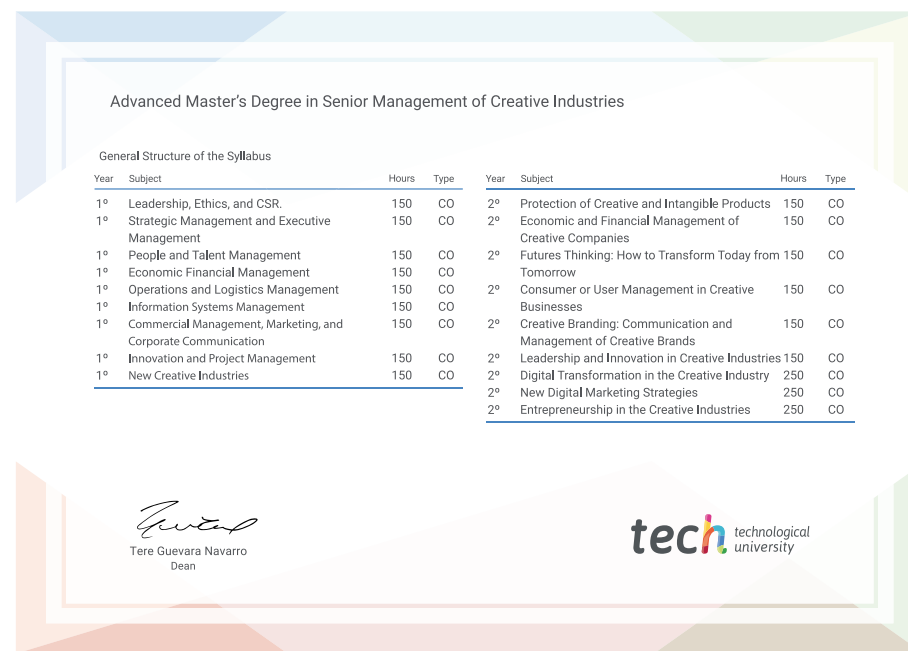 Advanced Master's Degree in Senior Management of Creative Industries
General Structure of the Syllabus
Year Subject Hours Type
1º Leadership, Ethics, and CSR. 150 CO
1º Strategic Management and Executive 150 CO
Management
1º People and Talent Management 150 CO
1º Economic Financial Management 150 CO
1º Operations and Logistics Management 150 CO
1º Information Systems Management 150 CO
1º Commercial Management, Marketing, and 150 CO
Corporate Communication
1º Innovation and Project Management 150 CO
1º New Creative Industries 150 CO
Year Subject Hours Type
2º Protection of Creative and Intangible Products 150 CO
2º Economic and Financial Management of 150 CO
Creative Companies
2º Futures Thinking: How to Transform Today from 150 CO
Tomorrow
2º Consumer or User Management in Creative 150 CO
Businesses
2º Creative Branding: Communication and 150 CO
Management of Creative Brands
2º Leadership and Innovation in Creative Industries 150 CO
2º Digital Transformation in the Creative Industry 250 CO
2º New Digital Marketing Strategies 250 CO
2º Entrepreneurship in the Creative Industries 250 CO
Tere Guevara Navarro
Dean
tech technological
university